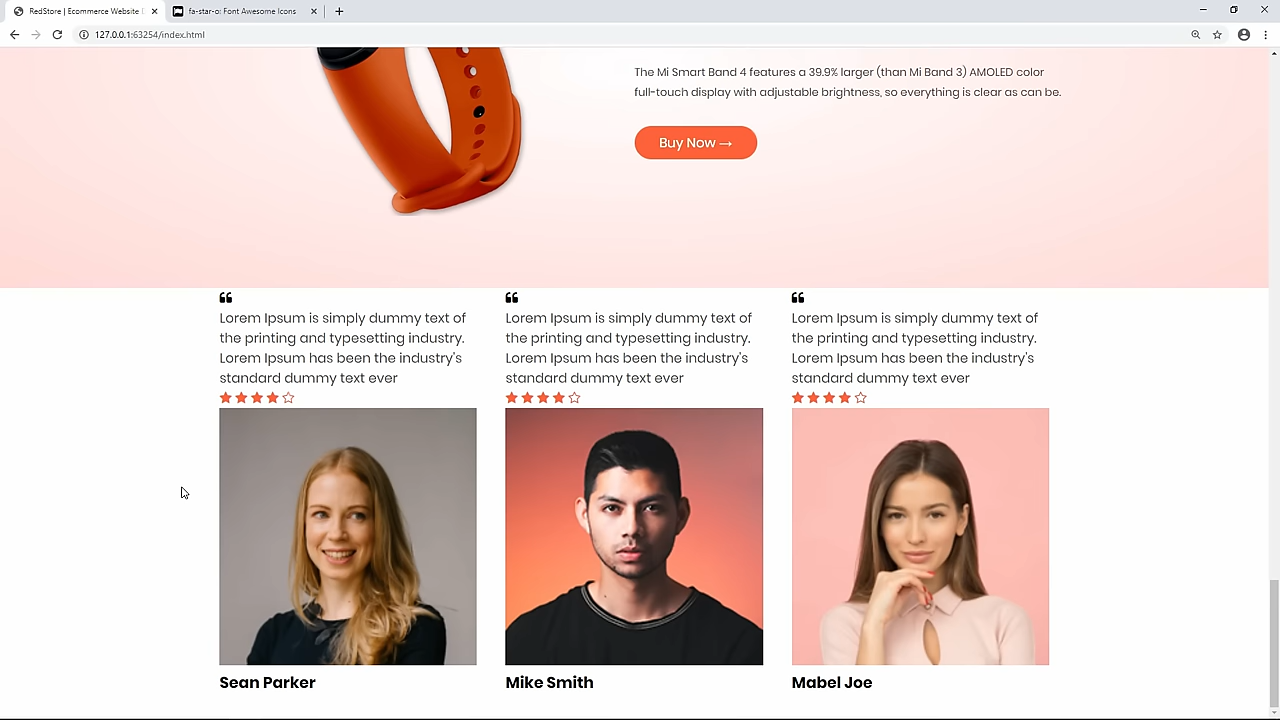 RedStore | Ecommerce Website D
fa-star-o: Font Awesome Icons
127.0.0.1:63254/index.html
The Mi Smart Band 4 features a 39.9% larger (than Mi Band 3) AMOLED color
full-touch display with adjustable brightness, so everything is clear as can be.
Buy Now →
Lorem Ipsum is simply dummy text of
the printing and typesetting industry.
Lorem Ipsum has been the industry's
standard dummy text ever
Sean Parker
Lorem Ipsum is simply dummy text of
the printing and typesetting industry.
Lorem Ipsum has been the industry's
standard dummy text ever
Mike Smith
Lorem Ipsum is simply dummy text of
the printing and typesetting industry.
Lorem Ipsum has been the industry's
standard dummy text ever
Mabel Joe